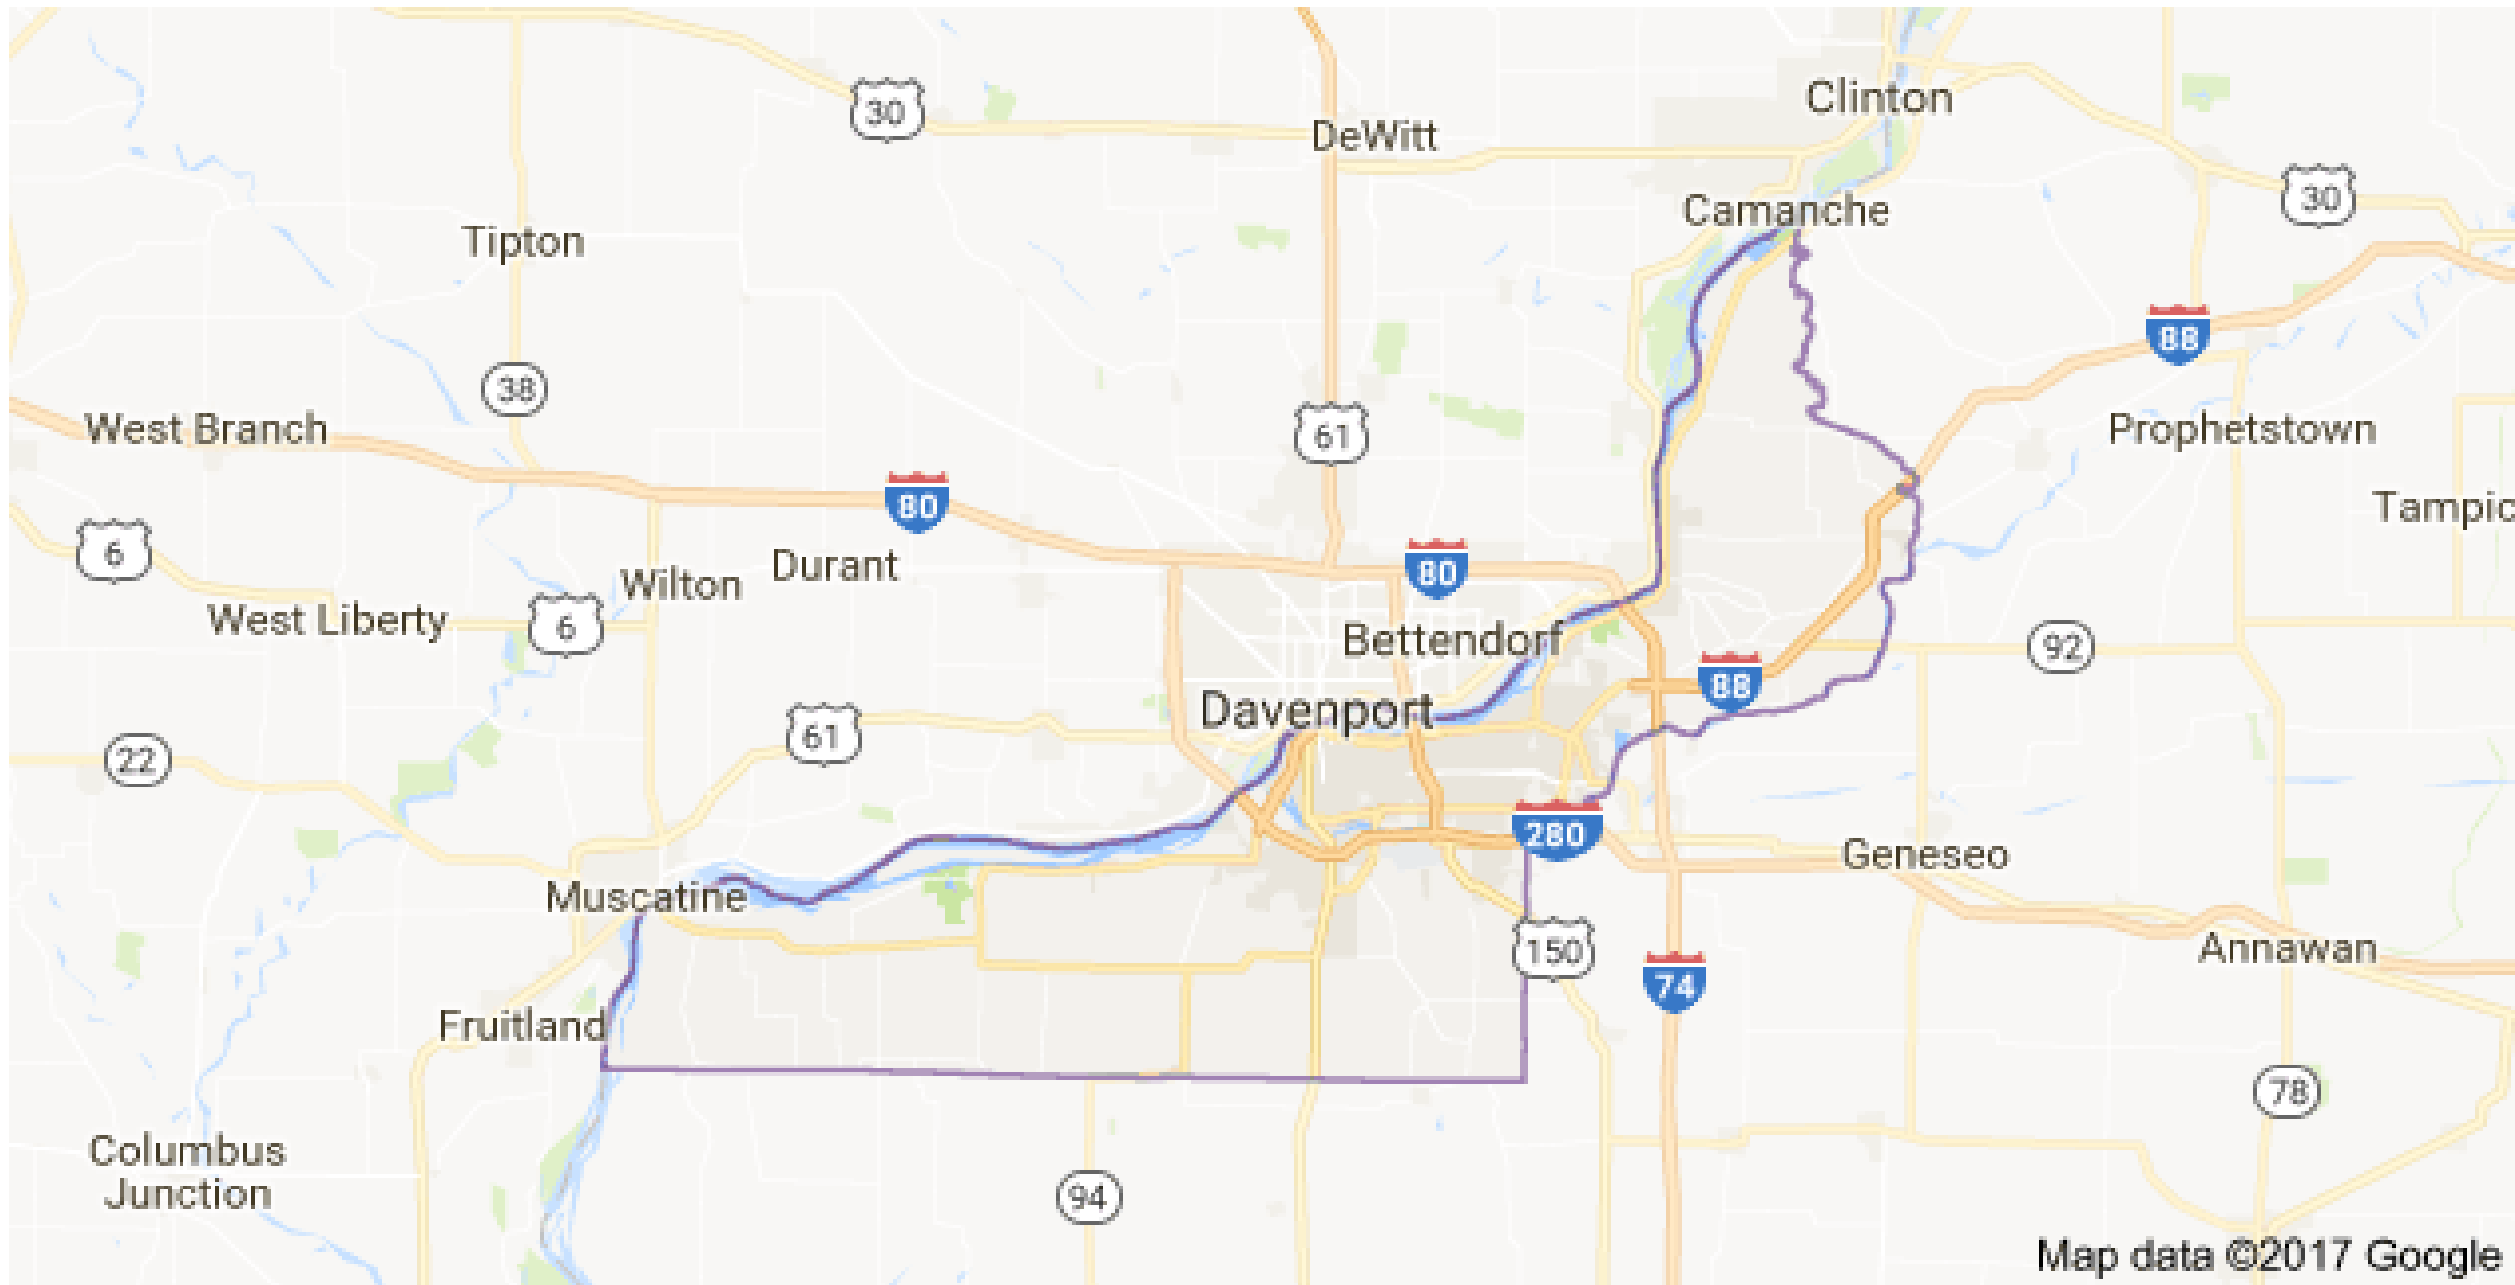 Clinton
30
DeWitt
30
Camanche
Tipton
88
38
West Branch
61
Prophetstown
80
Tampic
6
80
Durant
Wilton
West Liberty
6
Bettendorf
92
88
Davenport
61
22
280
Geneseo
Muscatine
150
Annawan
74
Fruitland
78
Columbus
Junction
94
Map data ©2017 Google